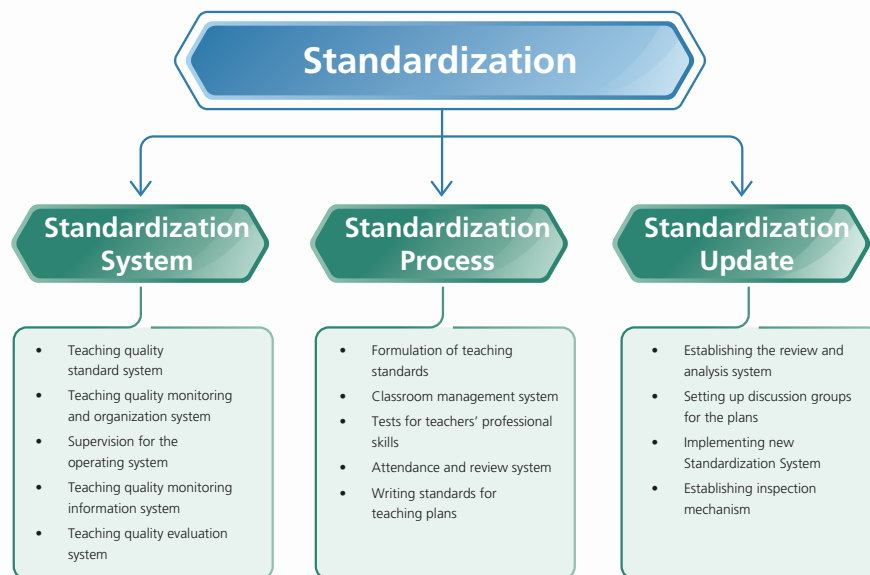 Standardization
Standardization
System
• Teaching quality
standard system
• Teaching quality monitoring
and organization system
• Supervision for the
operating system
• Teaching quality monitoring
information system
• Teaching quality evaluation
system
Standardization
Process
• Formulation of teaching
standards
• Classroom management system
• Tests for teachers’ professional
skills
• Attendance and review system
• Writing standards for
teaching plans
Standardization
Update
• Establishing the review and
analysis system
• Setting up discussion groups
for the plans
• Implementing new
Standardization System
• Establishing inspection
mechanism